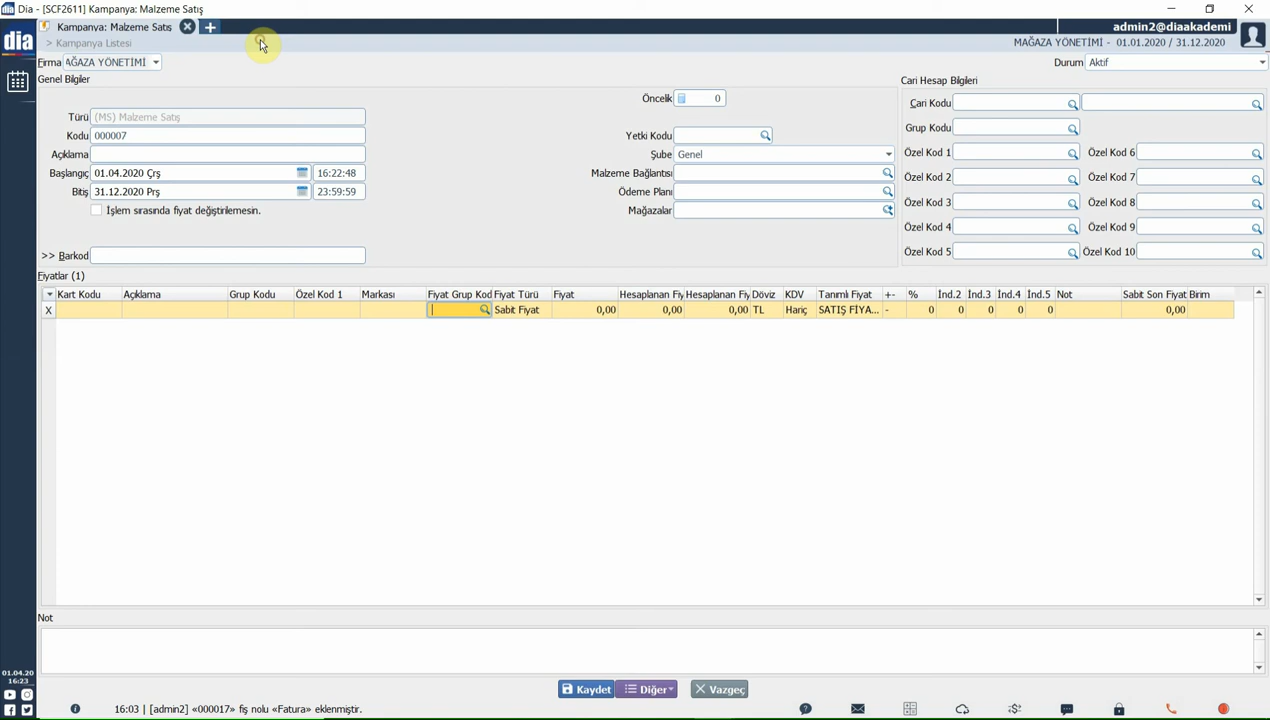 Dia - [SCF2611] Kampanya: Malzeme Satış
Kampanya: Malzeme Satış
admin2@diaakademi
dia
> Kampanya Listesi
MAĞAZA YÖNETİMİ - 01.01.2020 / 31.12.2020
Firma AĞAZA YÖNETİMİ
Durum Aktif
Genel Bilgiler
Cari Hesap Bilgileri
Öncelik 0
Cari Kodu
Türü (MS) Malzeme Satış
Grup Kodu
Kodu 000007
Yetki Kodu
Açıklama
Şube Genel
Özel Kod 1 Özel Kod 6
Başlangıç 01.04.2020 Çrş 16:22:48
Malzeme Bağlantısı
Özel Kod 2 Özel Kod 7
Bitiş 31.12.2020 Prş 23:59:59
Ödeme Planı
Özel Kod 3 Özel Kod 8
İşlem sırasında fiyat değiştirilemesin.
Mağazalar
Özel Kod 4 Özel Kod 9
>> Barkod
Özel Kod 5 Özel Kod 10
Fiyatlar (1)
Kart Kodu Açıklama Grup Kodu Özel Kod 1 Markası Fiyat Grup Kod Fiyat Türü Fiyat Hesaplanan Fiy Hesaplanan Fiy Döviz KDV Tanımlı Fiyat +- % İnd.2 İnd.3 İnd.4 İnd.5 Not Sabit Son Fiyat Birim
X Sabit Fiyat 0,00 0,00 0,00 TL Hariç SATIŞ FİYA... - 0 0 0 0 0 0,00
Not
01.04.20
16:23
Kaydet Diğer Vazgeç
16:03 | [admin2] «000017» fiş nolu «Fatura» eklenmiştir.